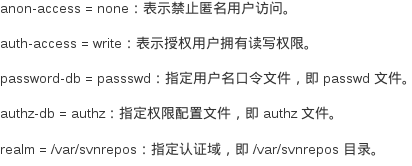 anon-access = none：表示禁止匿名用户访问。
auth-access = write：表示授权用户拥有读写权限。
password-db = passswd：指定用户名口令文件，即 passwd 文件。
authz-db = authz：指定权限配置文件，即 authz 文件。
realm = /var/svnrepos：指定认证域，即 /var/svnrepos 目录。